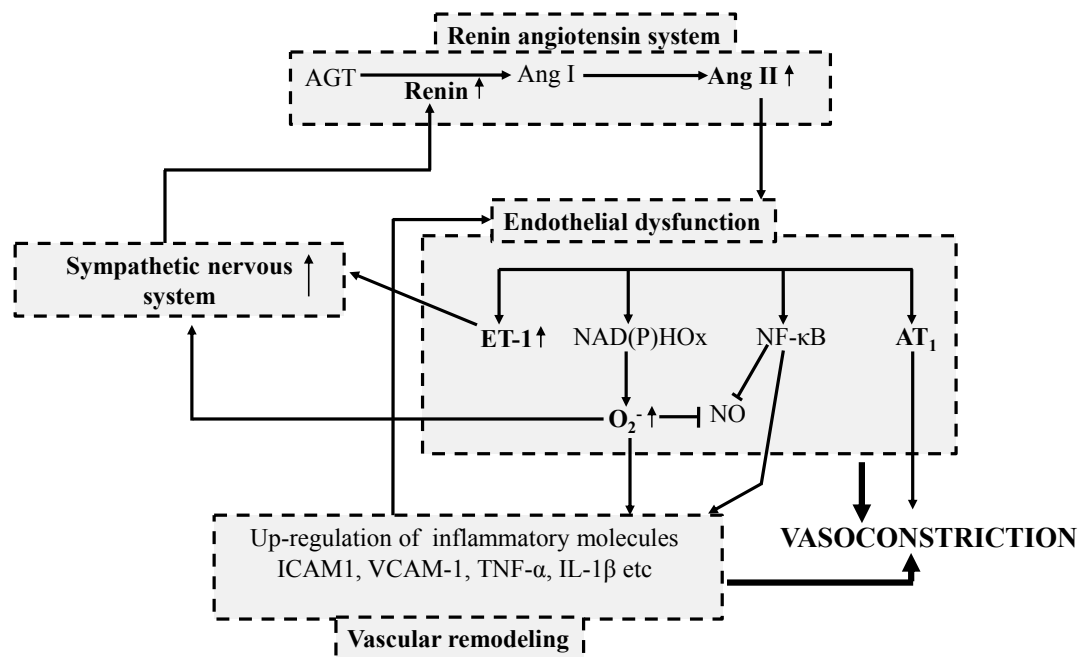 Renin angiotensin system
AGT
Renin
Ang I
Ang II
Endothelial dysfunction
Sympathetic nervous
system
ET-1
NAD(P)HOx
NF-κB
AT₁
O₂⁻
NO
Up-regulation of inflammatory molecules
ICAM1, VCAM-1, TNF-α, IL-1β etc
VASOCONSTRICTION
Vascular remodeling